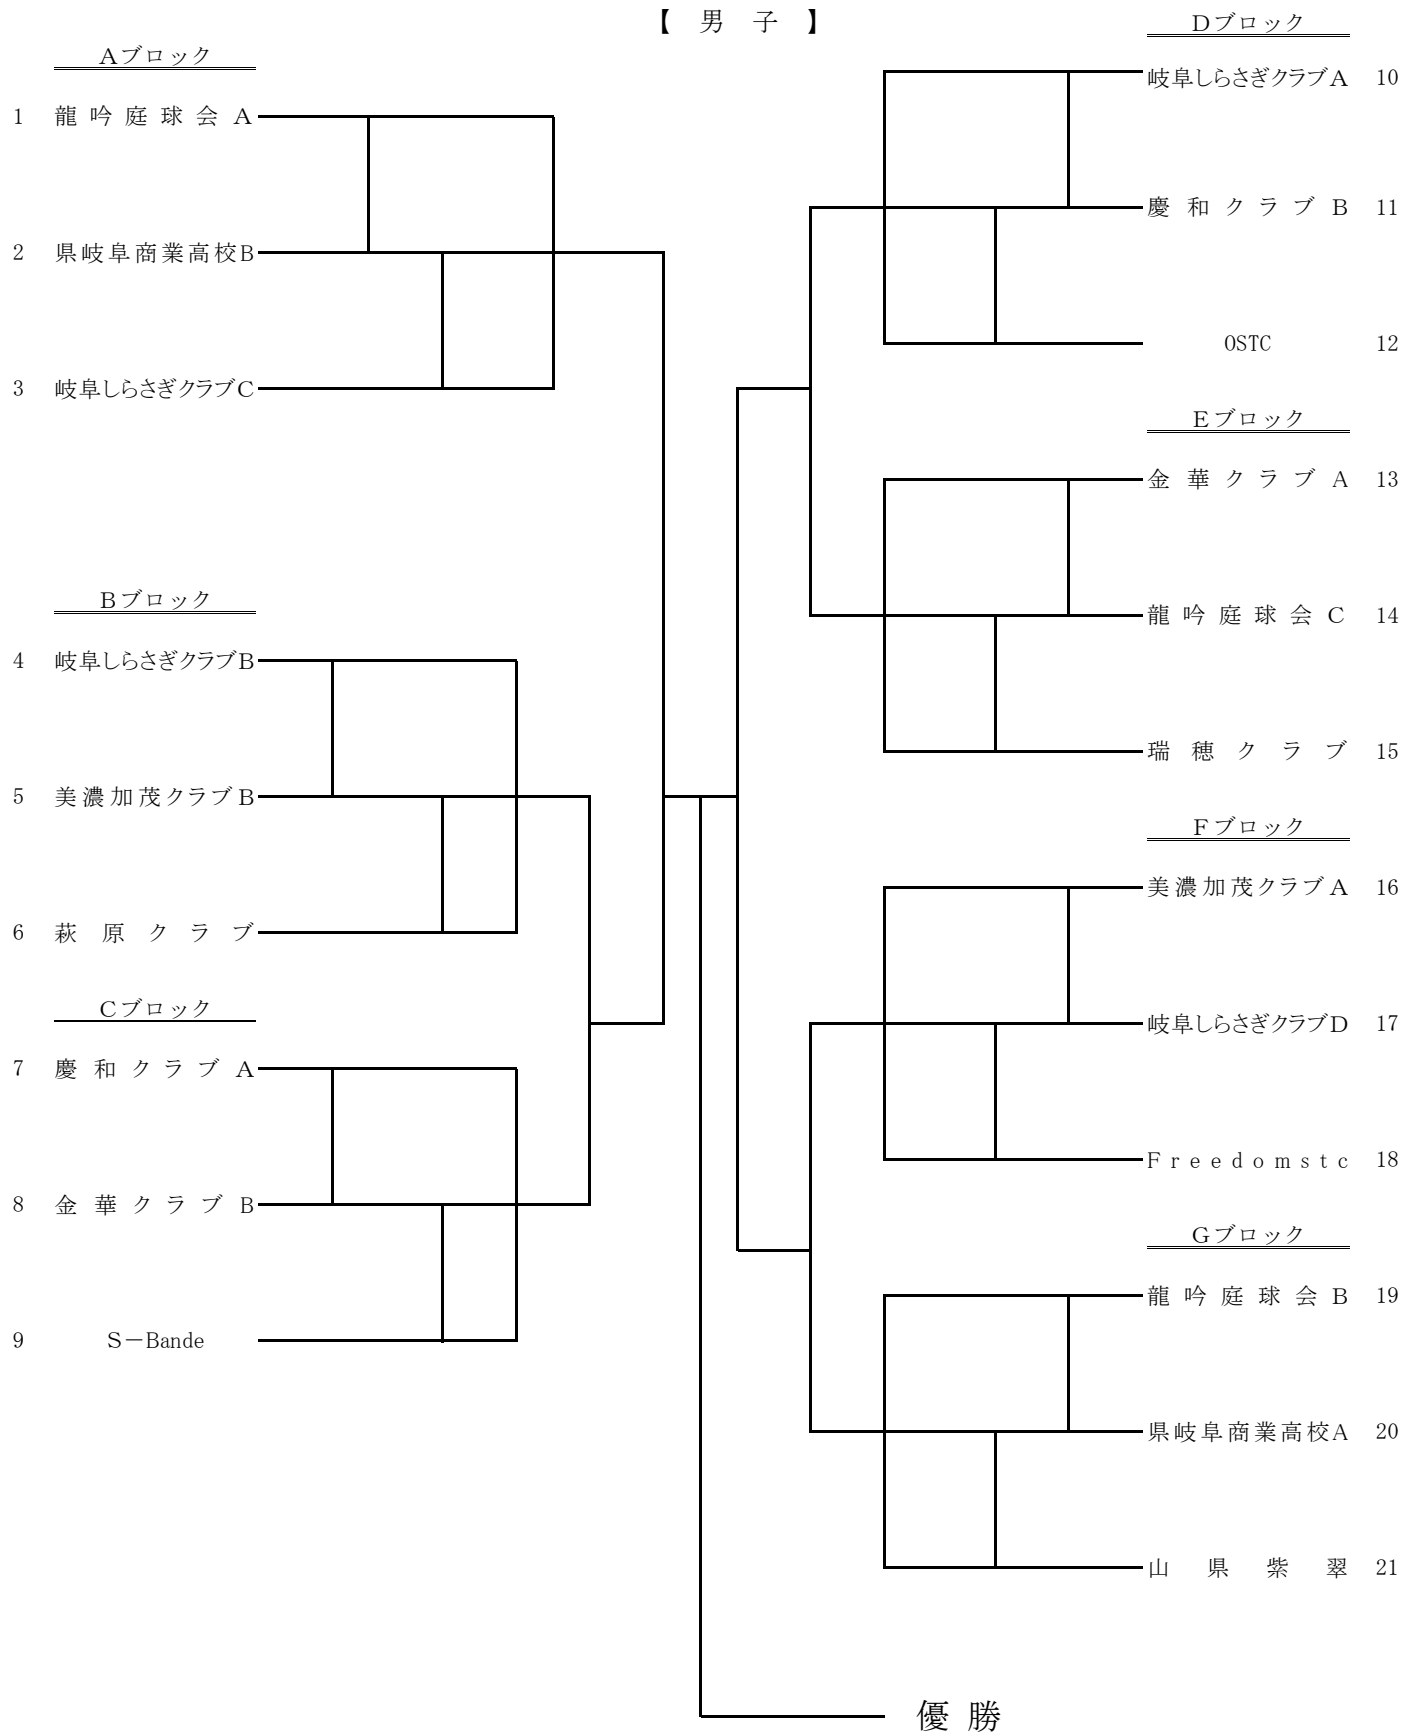 【 男 子 】
Aブロック
1 龍吟庭球会A
2 県岐阜商業高校B
3 岐阜しらさぎクラブC
Bブロック
4 岐阜しらさぎクラブB
5 美濃加茂クラブB
6 萩原クラブ
Cブロック
7 慶和クラブA
8 金華クラブB
9 S－Bande
Dブロック
岐阜しらさぎクラブA 10
慶和クラブB 11
OSTC 12
Eブロック
金華クラブA 13
龍吟庭球会C 14
瑞穂クラブ 15
Fブロック
美濃加茂クラブA 16
岐阜しらさぎクラブD 17
Freedomstc 18
Gブロック
龍吟庭球会B 19
県岐阜商業高校A 20
山県紫翠 21
優勝